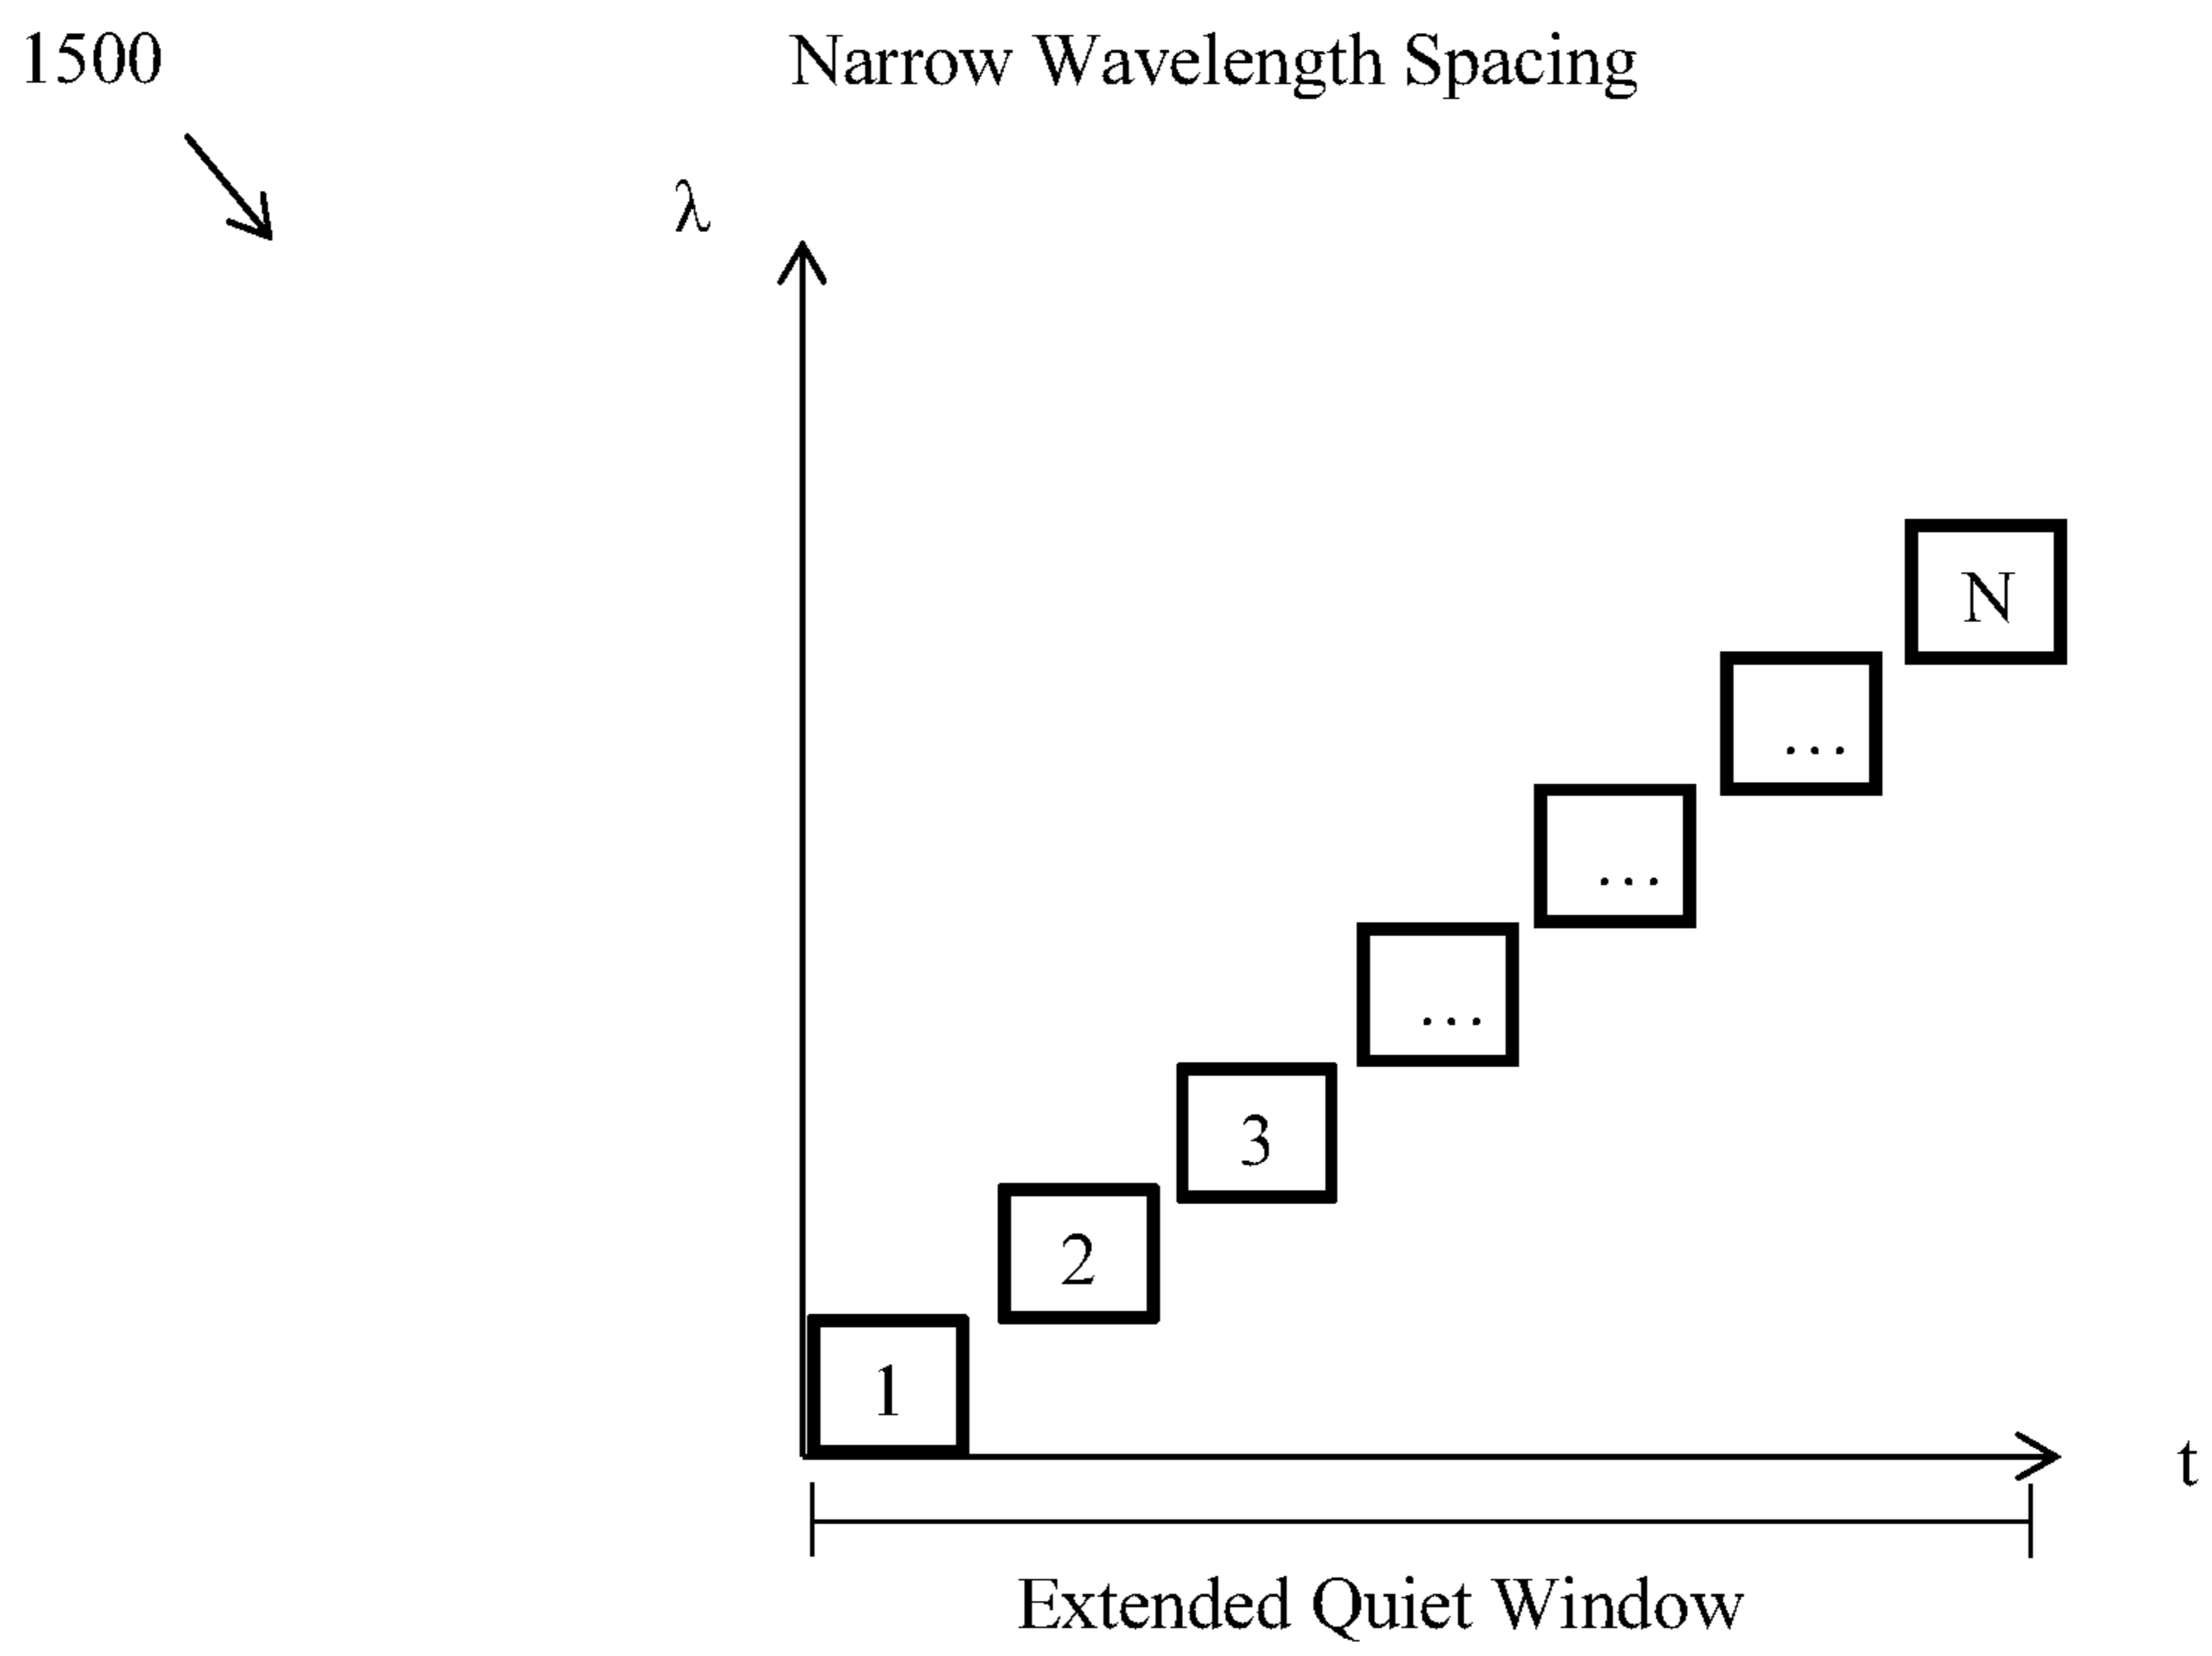 1500
Narrow Wavelength Spacing
λ
N
...
...
...
3
2
1
t
Extended Quiet Window